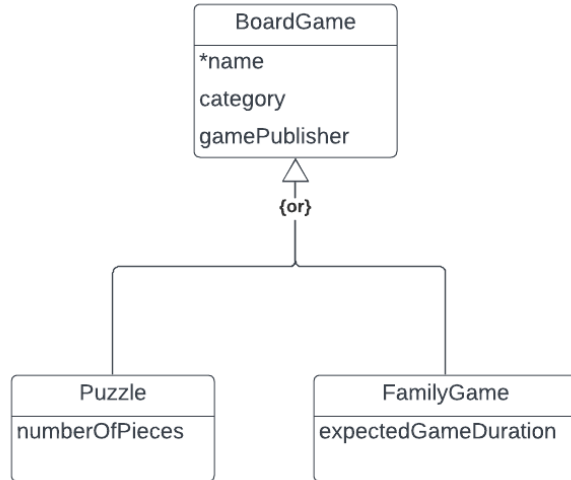 BoardGame
*name
category
gamePublisher
{or}
Puzzle
numberOfPieces
FamilyGame
expectedGameDuration